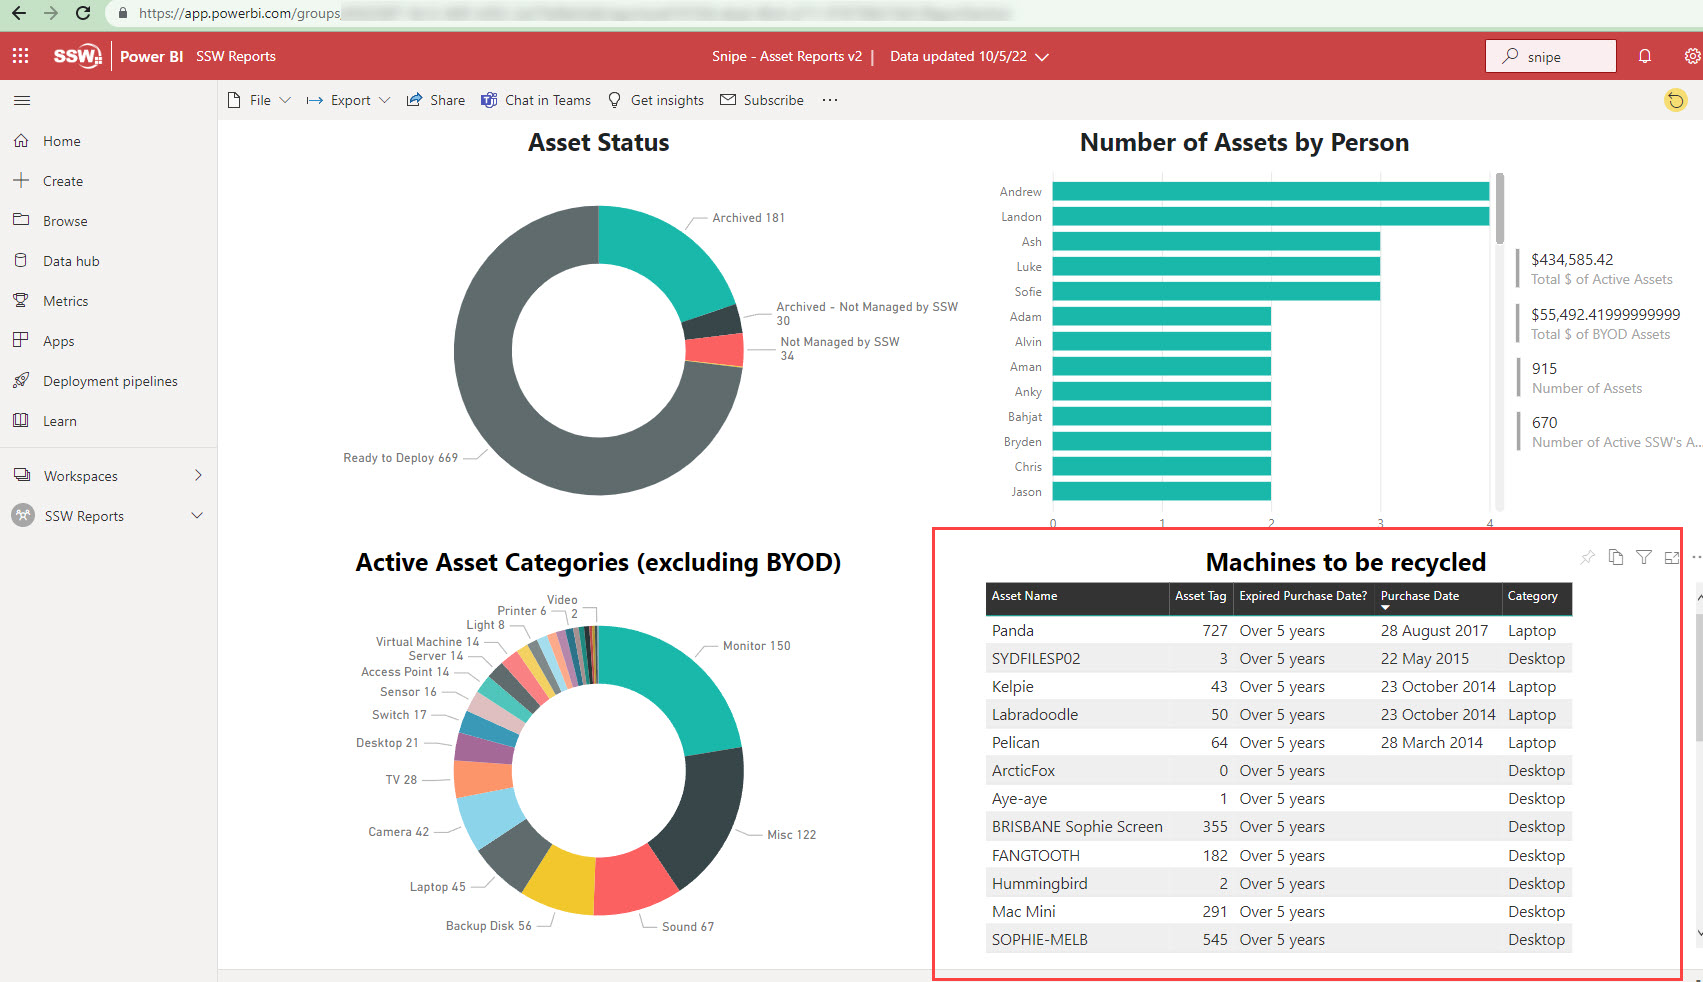 https://app.powerbi.com/groups
SSW Power BI SSW Reports
Snipe - Asset Reports v2 | Data updated 10/5/22
snipe
File Export Share Chat in Teams Get insights Subscribe ...
Home
Create
Browse
Data hub
Metrics
Apps
Deployment pipelines
Learn
Workspaces
SSW Reports
Asset Status
Archived 181
Archived - Not Managed by SSW
30
Not Managed by SSW
34
Ready to Deploy 669
Number of Assets by Person
Andrew
Landon
Ash
Luke
Sofie
Adam
Alvin
Aman
Anky
Bahjat
Bryden
Chris
Jason
0 1 2 3 4
$434,585.42
Total $ of Active Assets
$55,492.41999999999
Total $ of BYOD Assets
915
Number of Assets
670
Number of Active SSW's A...
Active Asset Categories (excluding BYOD)
Video
2
Printer 6
Light 8
Virtual Machine 14
Server 14
Access Point 14
Sensor 16
Switch 17
Desktop 21
TV 28
Camera 42
Laptop 45
Backup Disk 56
Sound 67
Misc 122
Monitor 150
Machines to be recycled
Asset Name Asset Tag Expired Purchase Date? Purchase Date Category
Panda 727 Over 5 years 28 August 2017 Laptop
SYDFILESP02 3 Over 5 years 22 May 2015 Desktop
Kelpie 43 Over 5 years 23 October 2014 Laptop
Labradoodle 50 Over 5 years 23 October 2014 Laptop
Pelican 64 Over 5 years 28 March 2014 Laptop
ArcticFox 0 Over 5 years Desktop
Aye-aye 1 Over 5 years Desktop
BRISBANE Sophie Screen 355 Over 5 years Desktop
FANGTOOTH 182 Over 5 years Desktop
Hummingbird 2 Over 5 years Desktop
Mac Mini 291 Over 5 years Desktop
SOPHIE-MELB 545 Over 5 years Desktop